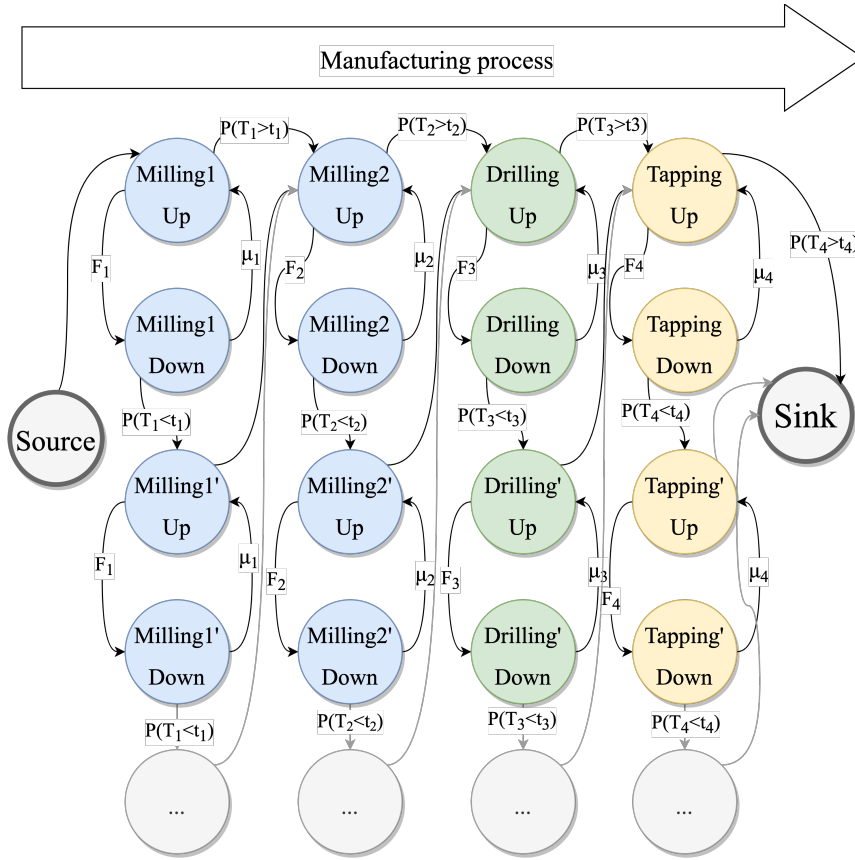 Manufacturing process
P(T₁>t₁)
P(T₂>t₂)
P(T₃>t3)
Milling1
Up
Milling2
Up
Drilling
Up
Tapping
Up
P(T₄>t₄)
F₁
μ₁
F₂
μ₂
F3
μ₃
F4
μ₄
Milling1
Down
Milling2
Down
Drilling
Down
Tapping
Down
Source
Sink
P(T₁<t₁)
P(T₂<t₂)
P(T₃<t₃)
P(T₄<t₄)
Milling1'
Up
Milling2'
Up
Drilling'
Up
Tapping'
Up
F₁
μ₁
F₂
μ₂
F₃
μ₃
F₄
μ₄
Milling1'
Down
Milling2'
Down
Drilling'
Down
Tapping'
Down
P(T₁<t₁)
P(T₂<t₂)
P(T₃<t₃)
P(T₄<t₄)
...
...
...
...